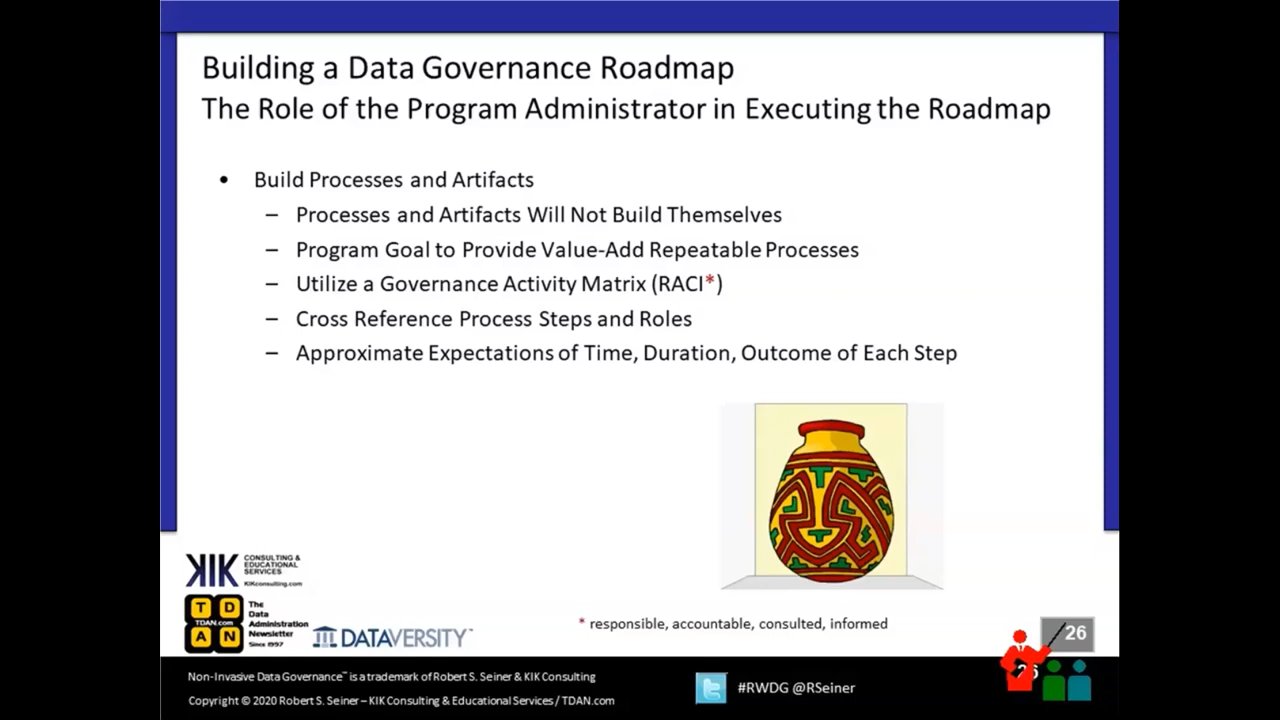 Building a Data Governance Roadmap
The Role of the Program Administrator in Executing the Roadmap
• Build Processes and Artifacts
– Processes and Artifacts Will Not Build Themselves
– Program Goal to Provide Value-Add Repeatable Processes
– Utilize a Governance Activity Matrix (RACI*)
– Cross Reference Process Steps and Roles
– Approximate Expectations of Time, Duration, Outcome of Each Step
KIK CONSULTING &
EDUCATIONAL
SERVICES
KIKconsulting.com
T D
TDAN.com
A N
The
Data
Administration
Newsletter
Since 1997
DATAVERSITY™
* responsible, accountable, consulted, informed
26
26
Non-Invasive Data Governance™ is a trademark of Robert S. Seiner & KIK Consulting
Copyright © 2020 Robert S. Seiner – KIK Consulting & Educational Services / TDAN.com
#RWDG @RSeiner